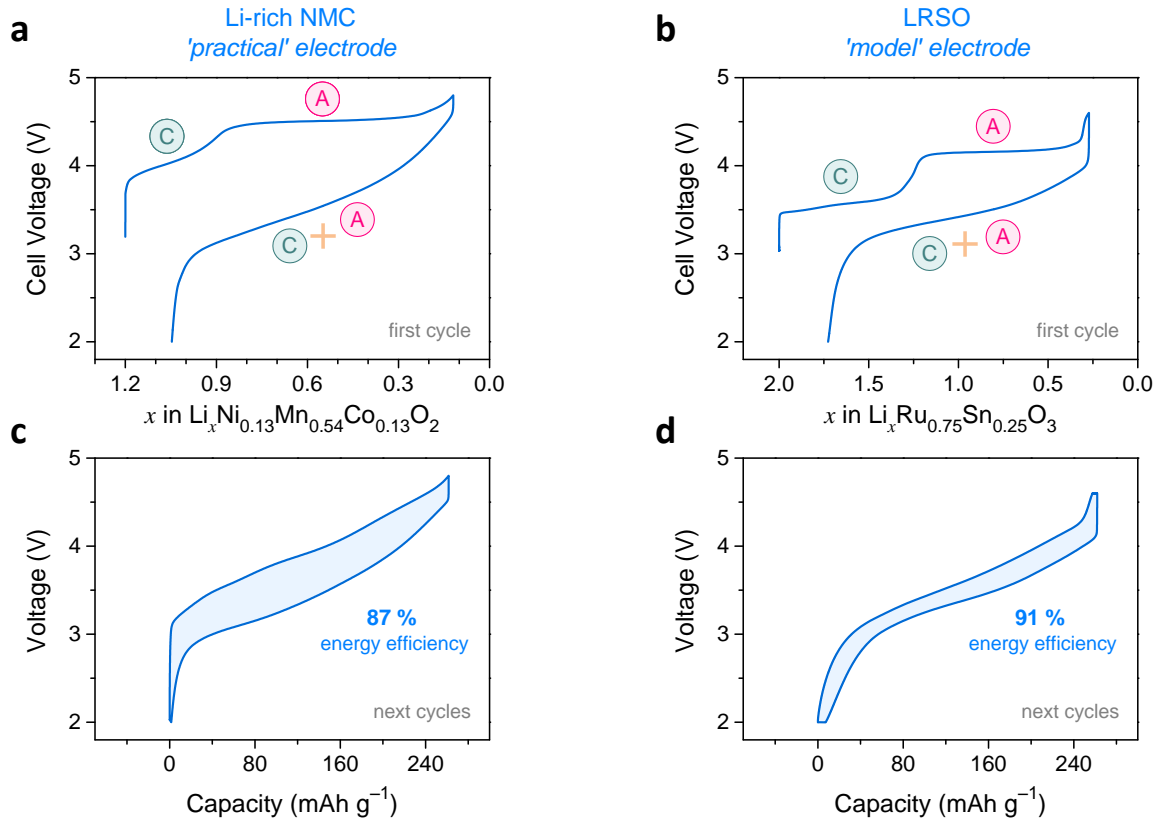 a
Li-rich NMC
'practical' electrode
5
4
3
2
Cell Voltage (V)
C
A
C + A
first cycle
1.2 0.9 0.6 0.3 0.0
x in LiₓNi₀.₁₃Mn₀.₅₄Co₀.₁₃O₂
b
LRSO
'model' electrode
5
4
3
2
Cell Voltage (V)
C
A
C + A
first cycle
2.0 1.5 1.0 0.5 0.0
x in LiₓRu₀.₇₅Sn₀.₂₅O₃
c
5
4
3
2
Voltage (V)
87 %
energy efficiency
next cycles
0 80 160 240
Capacity (mAh g⁻¹)
d
5
4
3
2
Voltage (V)
91 %
energy efficiency
next cycles
0 80 160 240
Capacity (mAh g⁻¹)